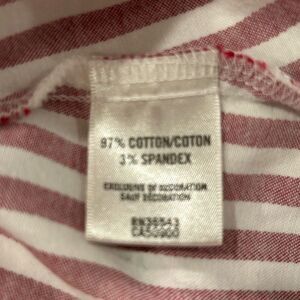 97% COTTON/COTON
3% SPANDEX
EXCLUSIVE OF DECORATION
SAUF DECORATION